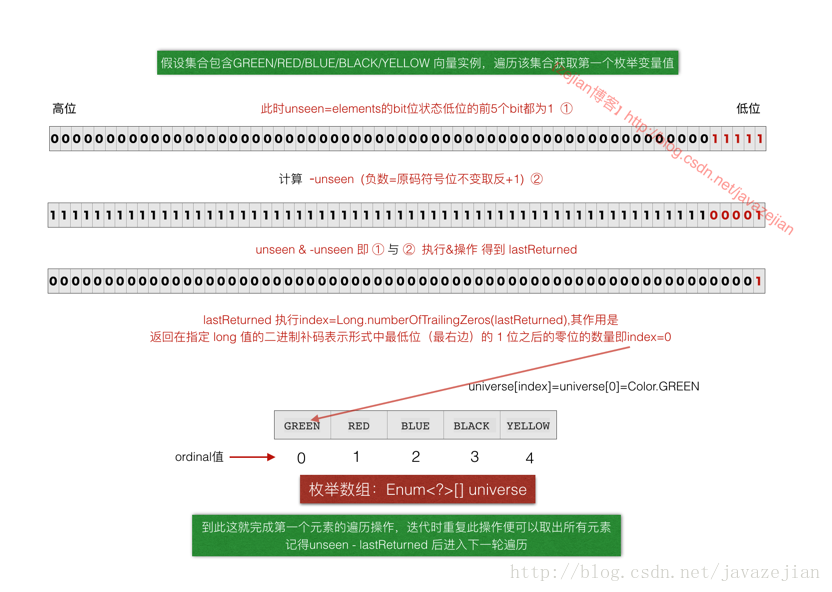 假设集合包含GREEN/RED/BLUE/BLACK/YELLOW 向量实例，遍历该集合获取第一个枚举变量值
zejian博客】http://blog.csdn.net/javazejian
高位
此时unseen=elements的bit位状态低位的前5个bit都为1 ①
低位
0000000000000000000000000000000000000000000000000000000000011111
计算 -unseen (负数=原码符号位不变取反+1) ②
1111111111111111111111111111111111111111111111111111111111100001
unseen & -unseen 即 ① 与 ② 执行&操作 得到 lastReturned
0000000000000000000000000000000000000000000000000000000000000001
lastReturned 执行index=Long.numberOfTrailingZeros(lastReturned),其作用是
返回在指定 long 值的二进制补码表示形式中最低位（最右边）的 1 位之后的零位的数量即index=0
universe[index]=universe[0]=Color.GREEN
GREEN RED BLUE BLACK YELLOW
ordinal值 0 1 2 3 4
枚举数组：Enum<?>[] universe
到此这就完成第一个元素的遍历操作，迭代时重复此操作便可以取出所有元素
记得unseen - lastReturned 后进入下一轮遍历
http://blog.csdn.net/javazejian